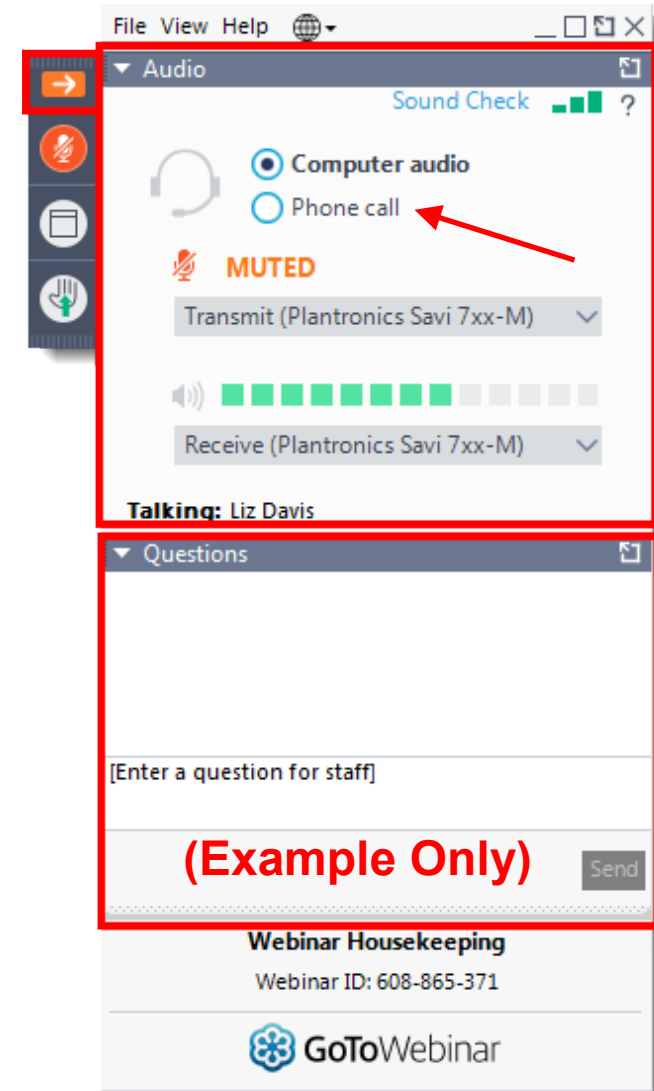 File View Help
Audio
Sound Check ?
Computer audio
Phone call
MUTED
Transmit (Plantronics Savi 7xx-M)
Receive (Plantronics Savi 7xx-M)
Talking: Liz Davis
Questions
[Enter a question for staff]
(Example Only)
Send
Webinar Housekeeping
Webinar ID: 608-865-371
GoToWebinar